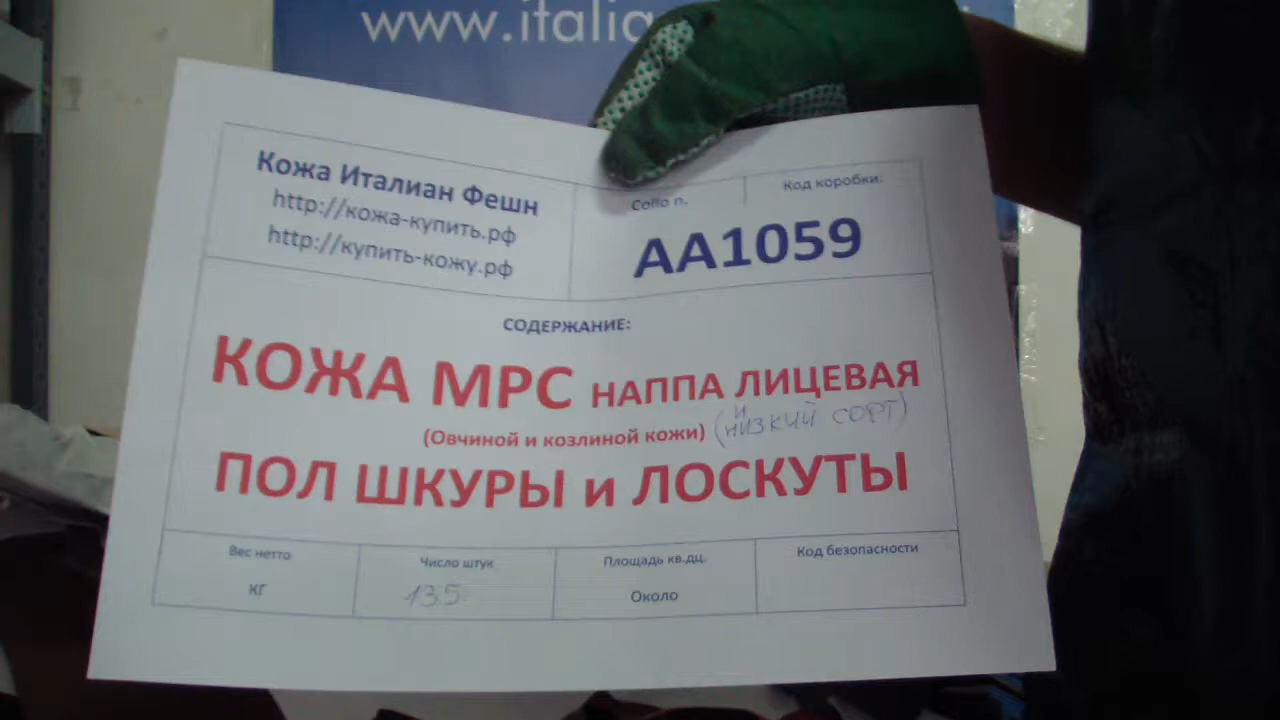 www.italia
Кожа Италиан Фешн
http://кожа-купить.рф
http://купить-кожу.рф
Collo n.
Код коробки:
AA1059
СОДЕРЖАНИЕ:
КОЖА МРС НАППА ЛИЦЕВАЯ
(Овчиной и козлиной кожи) (и низкий сорт)
ПОЛ ШКУРЫ и ЛОСКУТЫ
Вес нетто
Число штук
Площадь кв.дц.
Код безопасности
кг
135
Около